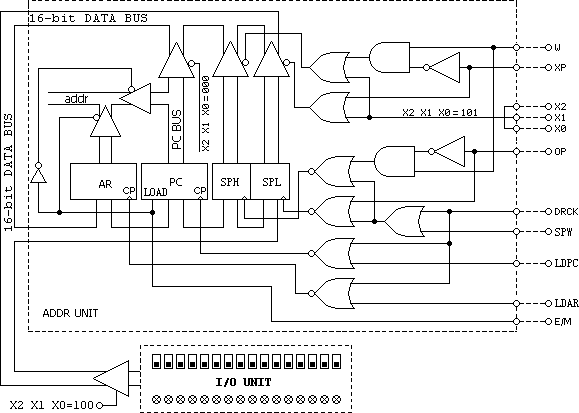 16-bit DATA BUS
W
XP
addr
X2 X1 X0=000
X2 X1 X0=101
X2
X1
X0
PC BUS
16-bit DATA BUS
OP
AR
CP
LOAD
PC
CP
SPH
SPL
DRCK
SPW
LDPC
LDAR
ADDR UNIT
E/M
I/O UNIT
X2 X1 X0=100